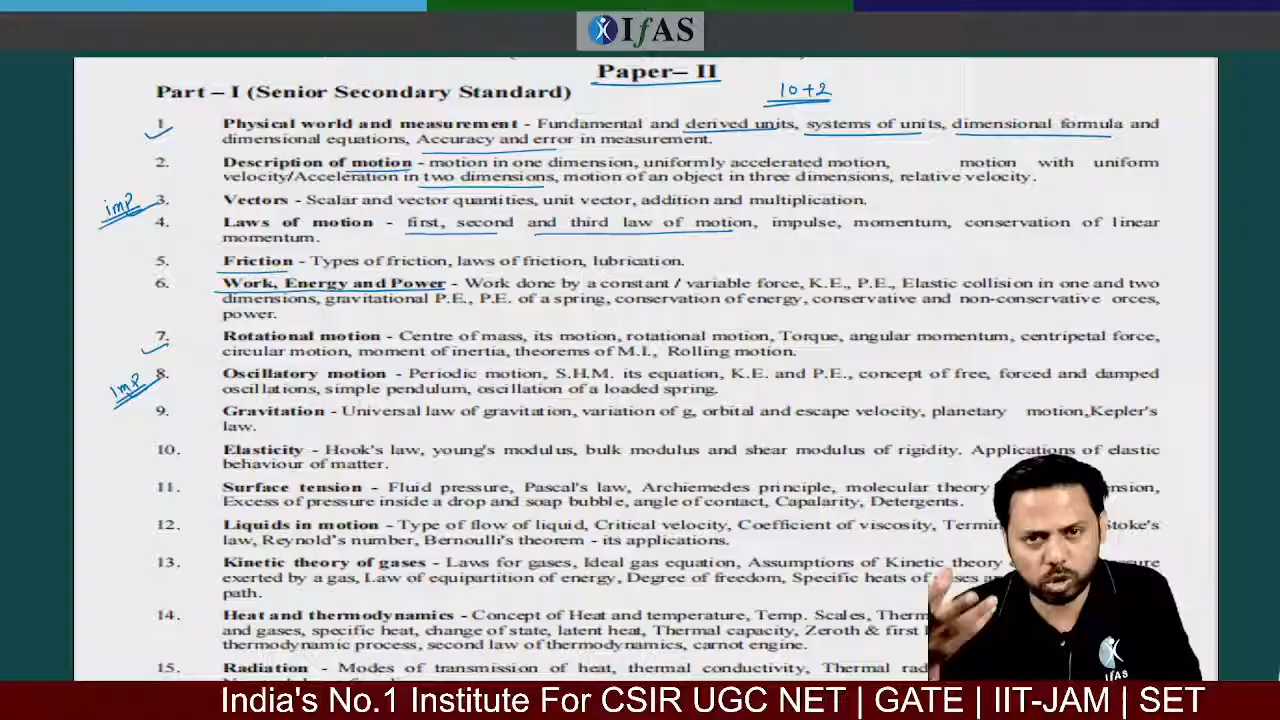 IfAS
Paper– II
10+2
Part – I (Senior Secondary Standard)
1. Physical world and measurement - Fundamental and derived units, systems of units, dimensional formula and
dimensional equations, Accuracy and error in measurement.
2. Description of motion - motion in one dimension, uniformly accelerated motion, motion with uniform
velocity/Acceleration in two dimensions, motion of an object in three dimensions, relative velocity.
imp
3. Vectors - Scalar and vector quantities, unit vector, addition and multiplication.
4. Laws of motion - first, second and third law of motion, impulse, momentum, conservation of linear
momentum.
5. Friction - Types of friction, laws of friction, lubrication.
6. Work, Energy and Power - Work done by a constant / variable force, K.E., P.E., Elastic collision in one and two
dimensions, gravitational P.E., P.E. of a spring, conservation of energy, conservative and non-conservative orces,
power.
7. Rotational motion - Centre of mass, its motion, rotational motion, Torque, angular momentum, centripetal force,
circular motion, moment of inertia, theorems of M.I., Rolling motion.
imp
8. Oscillatory motion - Periodic motion, S.H.M. its equation, K.E. and P.E., concept of free, forced and damped
oscillations, simple pendulum, oscillation of a loaded spring.
9. Gravitation - Universal law of gravitation, variation of g, orbital and escape velocity, planetary motion,Kepler's
law.
10. Elasticity - Hook's law, young's modulus, bulk modulus and shear modulus of rigidity. Applications of elastic
behaviour of matter.
11. Surface tension - Fluid pressure, Pascal's law, Archiemedes principle, molecular theory
Excess of pressure inside a drop and soap bubble, angle of contact, Capalarity, Detergents.
12. Liquids in motion - Type of flow of liquid, Critical velocity, Coefficient of viscosity, Stoke's
law, Reynold's number, Bernoulli's theorem - its applications.
13. Kinetic theory of gases - Laws for gases, Ideal gas equation, Assumptions of Kinetic theory
exerted by a gas, Law of equipartition of energy, Degree of freedom, Specific heats of
path.
14. Heat and thermodynamics - Concept of Heat and temperature, Temp. Scales,
and gases, specific heat, change of state, latent heat, Thermal capacity, Zeroth & first
thermodynamic process, second law of thermodynamics, carnot engine.
15. Radiation - Modes of transmission of heat, thermal conductivity, Thermal
IFAS
India's No.1 Institute For CSIR UGC NET | GATE | IIT-JAM | SET